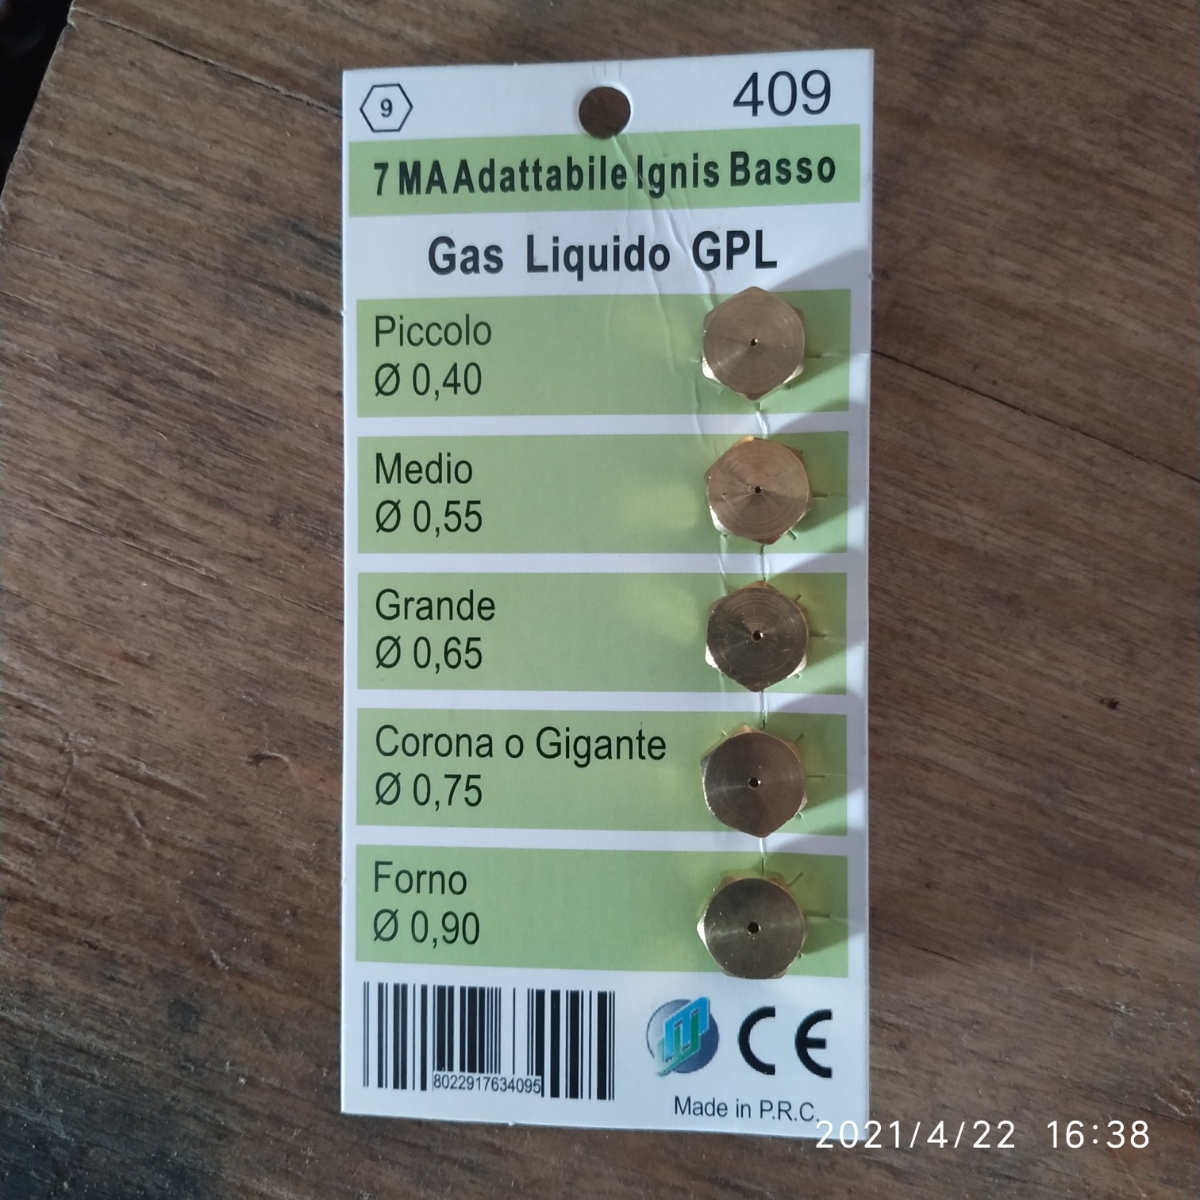 9
409
7 MA Adattabile Ignis Basso
Gas Liquido GPL
Piccolo
Ø 0,40
Medio
Ø 0,55
Grande
Ø 0,65
Corona o Gigante
Ø 0,75
Forno
Ø 0,90
8022917634095
CE
Made in P.R.C.
2021/4/22 16:38